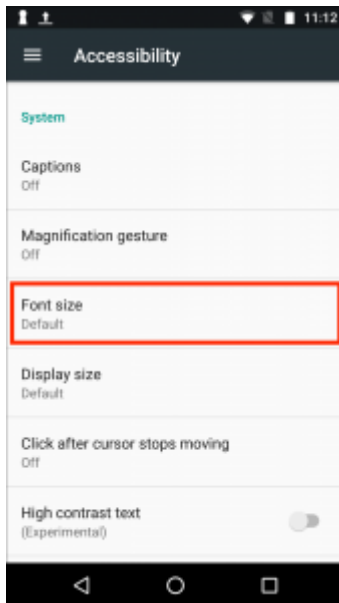 11:12
Accessibility
System
Captions
Off
Magnification gesture
Off
Font size
Default
Display size
Default
Click after cursor stops moving
Off
High contrast text
(Experimental)